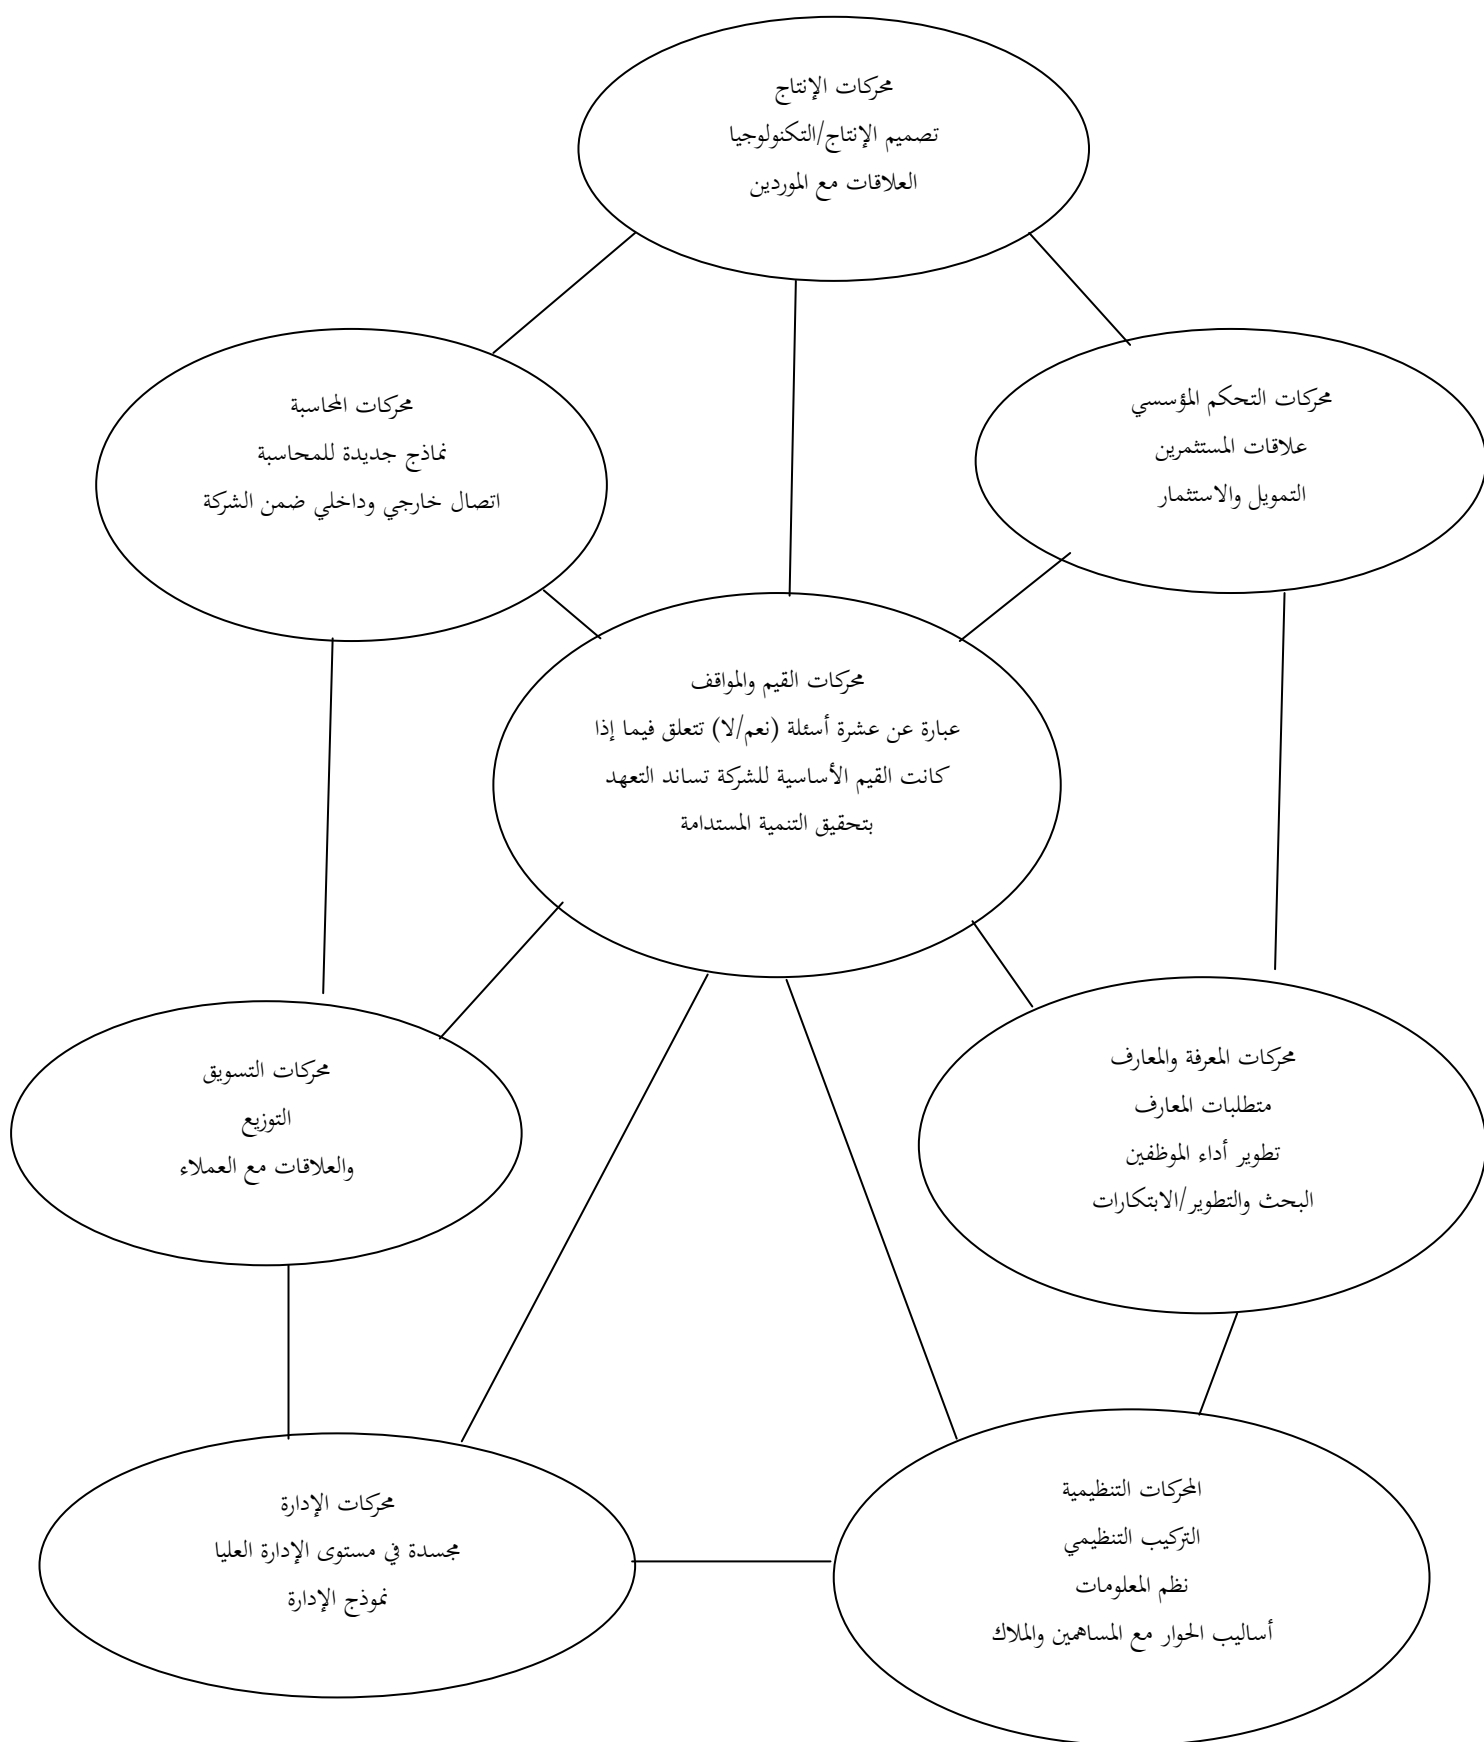 محركات الإنتاج
تصميم الإنتاج/التكنولوجيا
العلاقات مع الموردين
محركات التحكم المؤسسي
علاقات المستثمرين
التمويل والاستثمار
محركات المحاسبة
نماذج جديدة للمحاسبة
اتصال خارجي وداخلي ضمن الشركة
محركات القيم والمواقف
عبارة عن عشرة أسئلة (نعم/لا) تتعلق فيما إذا
كانت القيم الأساسية للشركة تساند التعهد
بتحقيق التنمية المستدامة
محركات المعرفة والمعارف
متطلبات المعارف
تطوير أداء الموظفين
البحث والتطوير/الابتكارات
محركات التسويق
التوزيع
والعلاقات مع العملاء
المحركات التنظيمية
التركيب التنظيمي
نظم المعلومات
أساليب الحوار مع المساهمين والملاك
محركات الإدارة
مجسدة في مستوى الإدارة العليا
نموذج الإدارة